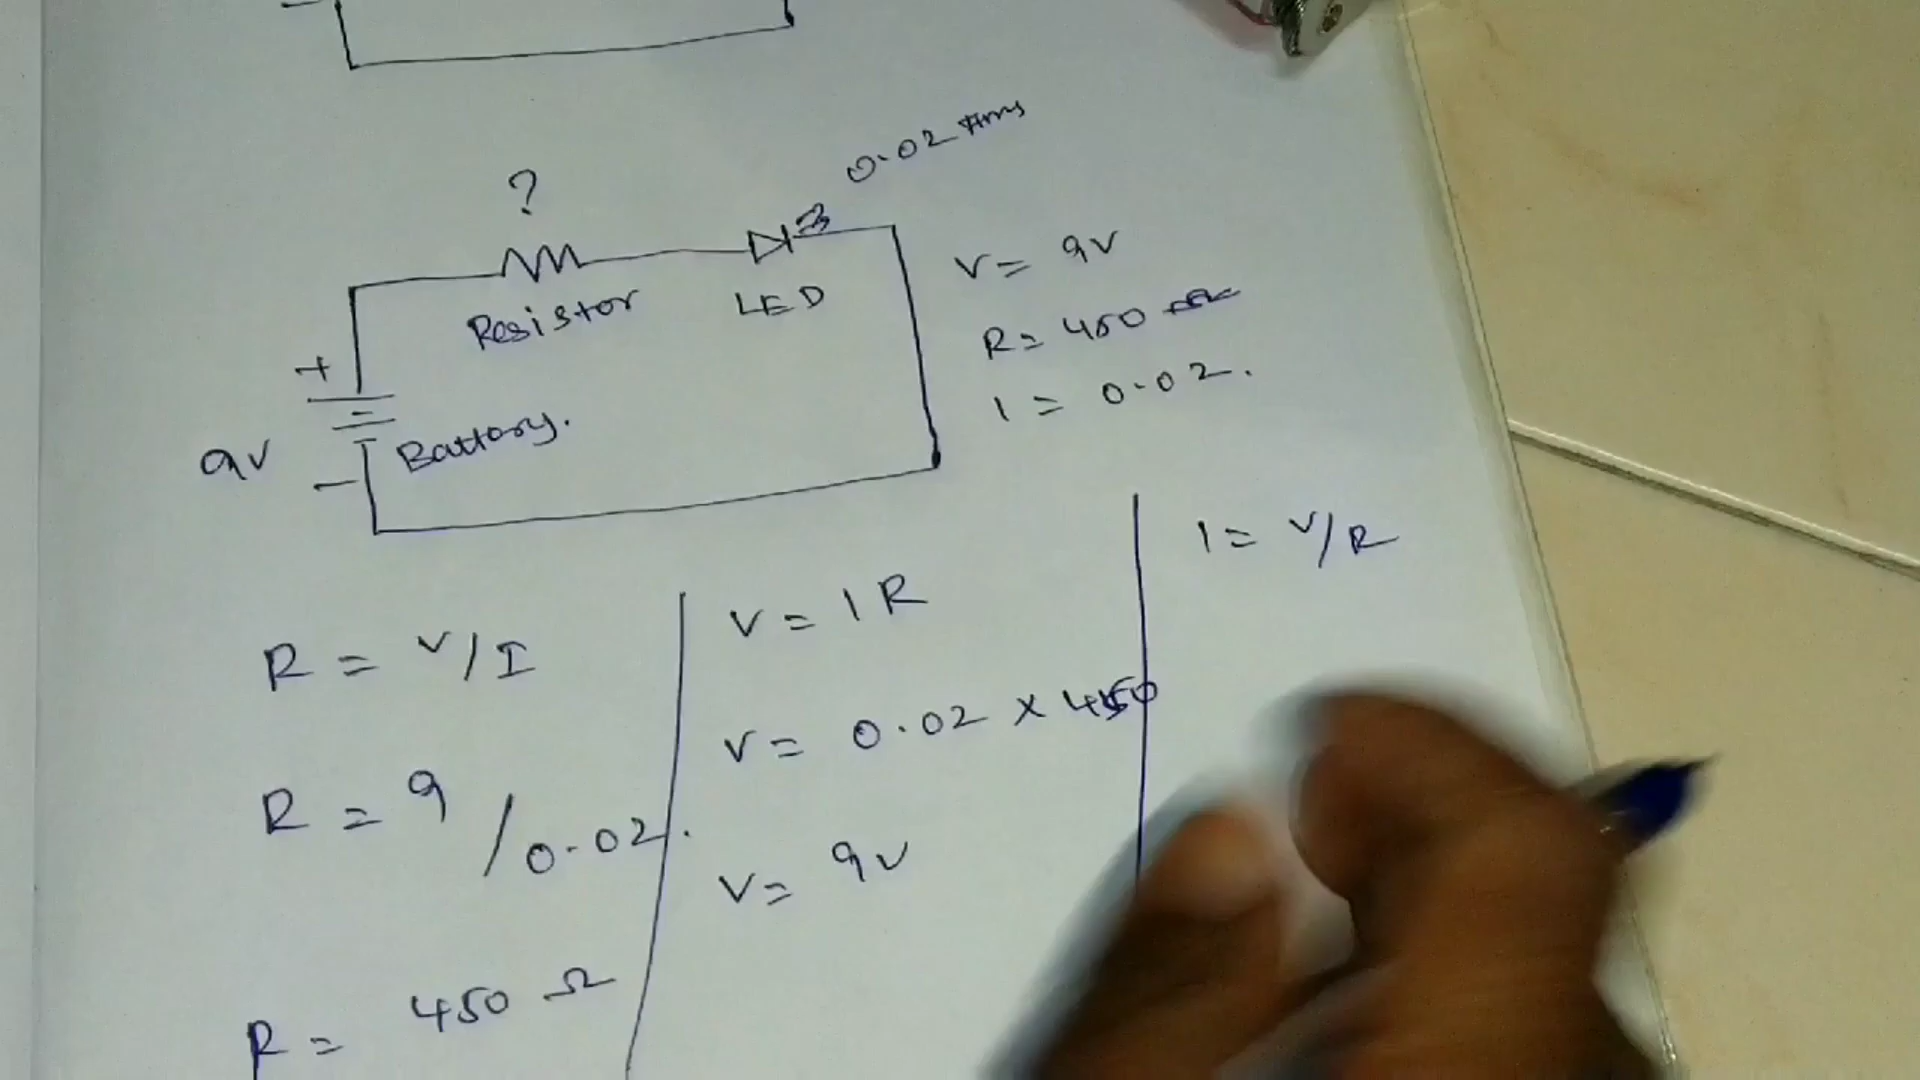 0.02 Ams
?
Resistor
LED
V = 9V
R = 450
I = 0.02.
+
Battery.
9V
-
R = V/I
R = 9/0.02.
R = 450 Ω
V = IR
V = 0.02 x 450
V = 9V
I = V/R